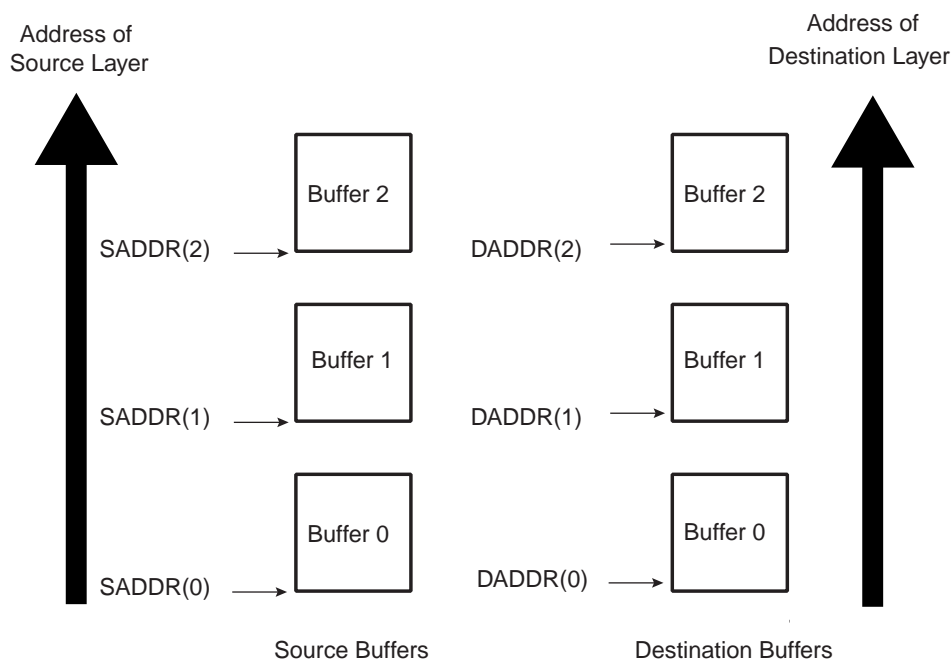 Address of
Source Layer
Address of
Destination Layer
Buffer 2
Buffer 2
SADDR(2)
DADDR(2)
Buffer 1
Buffer 1
SADDR(1)
DADDR(1)
Buffer 0
Buffer 0
SADDR(0)
DADDR(0)
Source Buffers
Destination Buffers